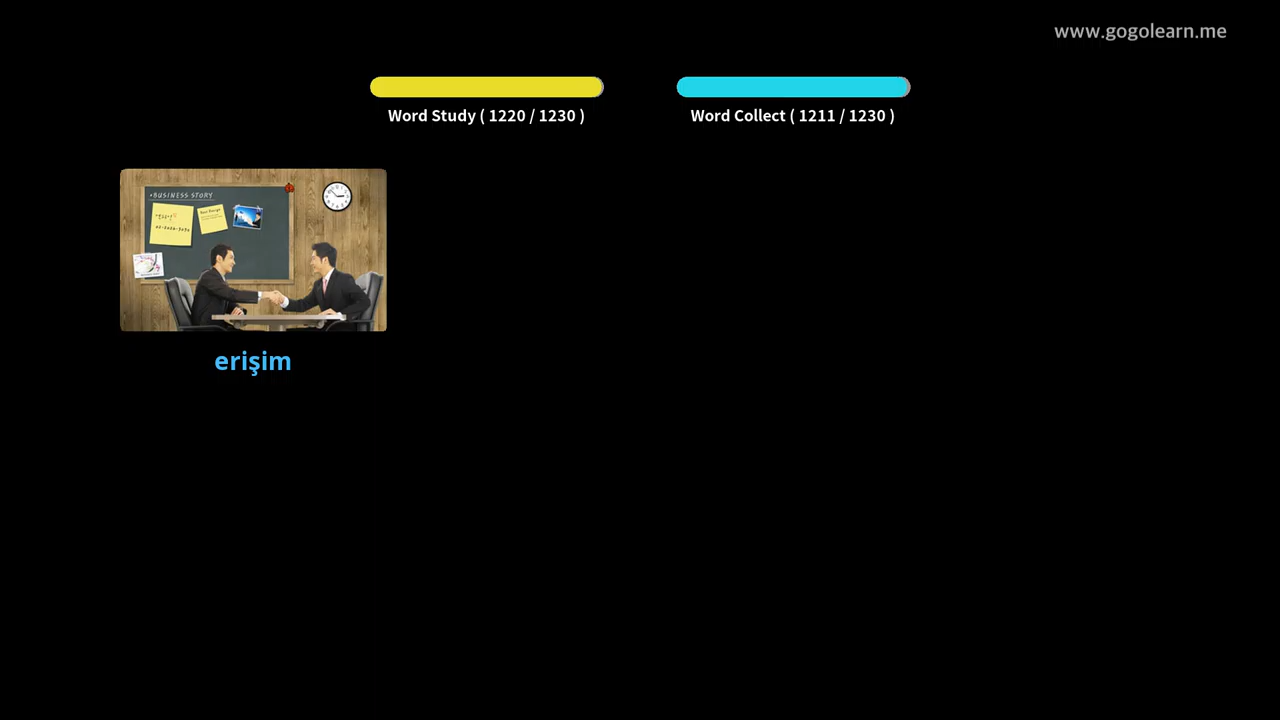 www.gogolearn.me
Word Study ( 1220 / 1230 )
Word Collect ( 1211 / 1230 )
•BUSINESS STORY
erişim